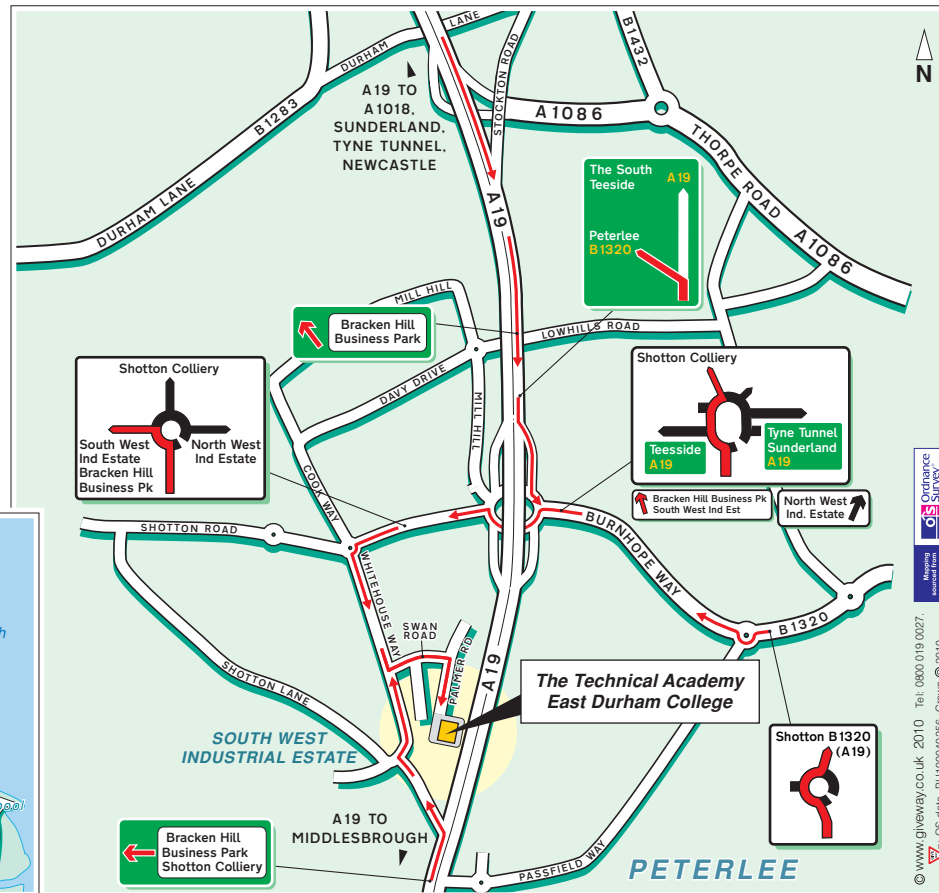 LANE
DURHAM
B1432
N
A19 TO
A1018,
SUNDERLAND,
TYNE TUNNEL,
NEWCASTLE
STOCKTON ROAD
A1086
B1283
THORPE ROAD
DURHAM LANE
A19
The South
Teeside
A19
Peterlee
B1320
A1086
MILL HILL
Bracken Hill
Business Park
LOWHILLS ROAD
Shotton Colliery
South West
Ind Estate
Bracken Hill
Business Pk
North West
Ind Estate
DAVY DRIVE
MILL HILL
COOK WAY
Shotton Colliery
Teesside
A19
Tyne Tunnel
Sunderland
A19
Bracken Hill Business Pk
South West Ind Est
North West
Ind. Estate
Ordnance
Survey®
os
Mapping
sourced from
SHOTTON ROAD
BURNHOPE WAY
WHITEHOUSE WAY
SWAN
ROAD
PALMER RD
A19
B1320
SHOTTON LANE
The Technical Academy
East Durham College
SOUTH WEST
INDUSTRIAL ESTATE
Shotton B1320
(A19)
A19 TO
MIDDLESBROUGH
Bracken Hill
Business Park
Shotton Colliery
PASSFIELD WAY
PETERLEE
© www.giveway.co.uk 2010 Tel: 0800 019 0027.